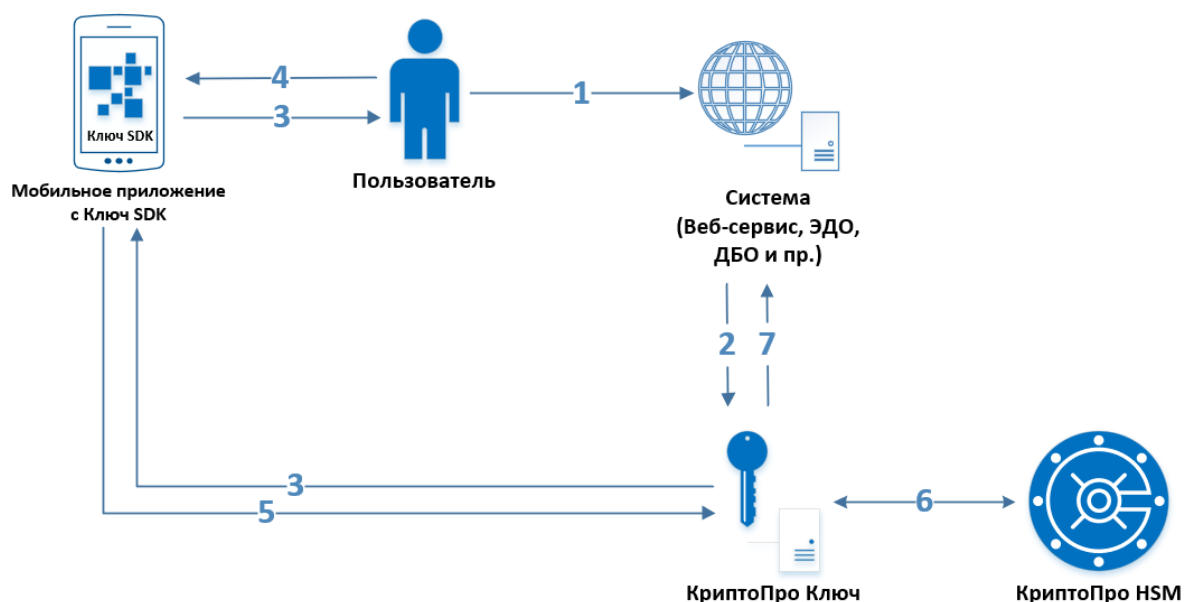 4
1
3
Ключ SDK
Мобильное приложение
с Ключ SDK
Пользователь
Система
(Веб-сервис, ЭДО,
ДБО и пр.)
2
7
3
5
6
КриптоПро Ключ
КриптоПро HSM